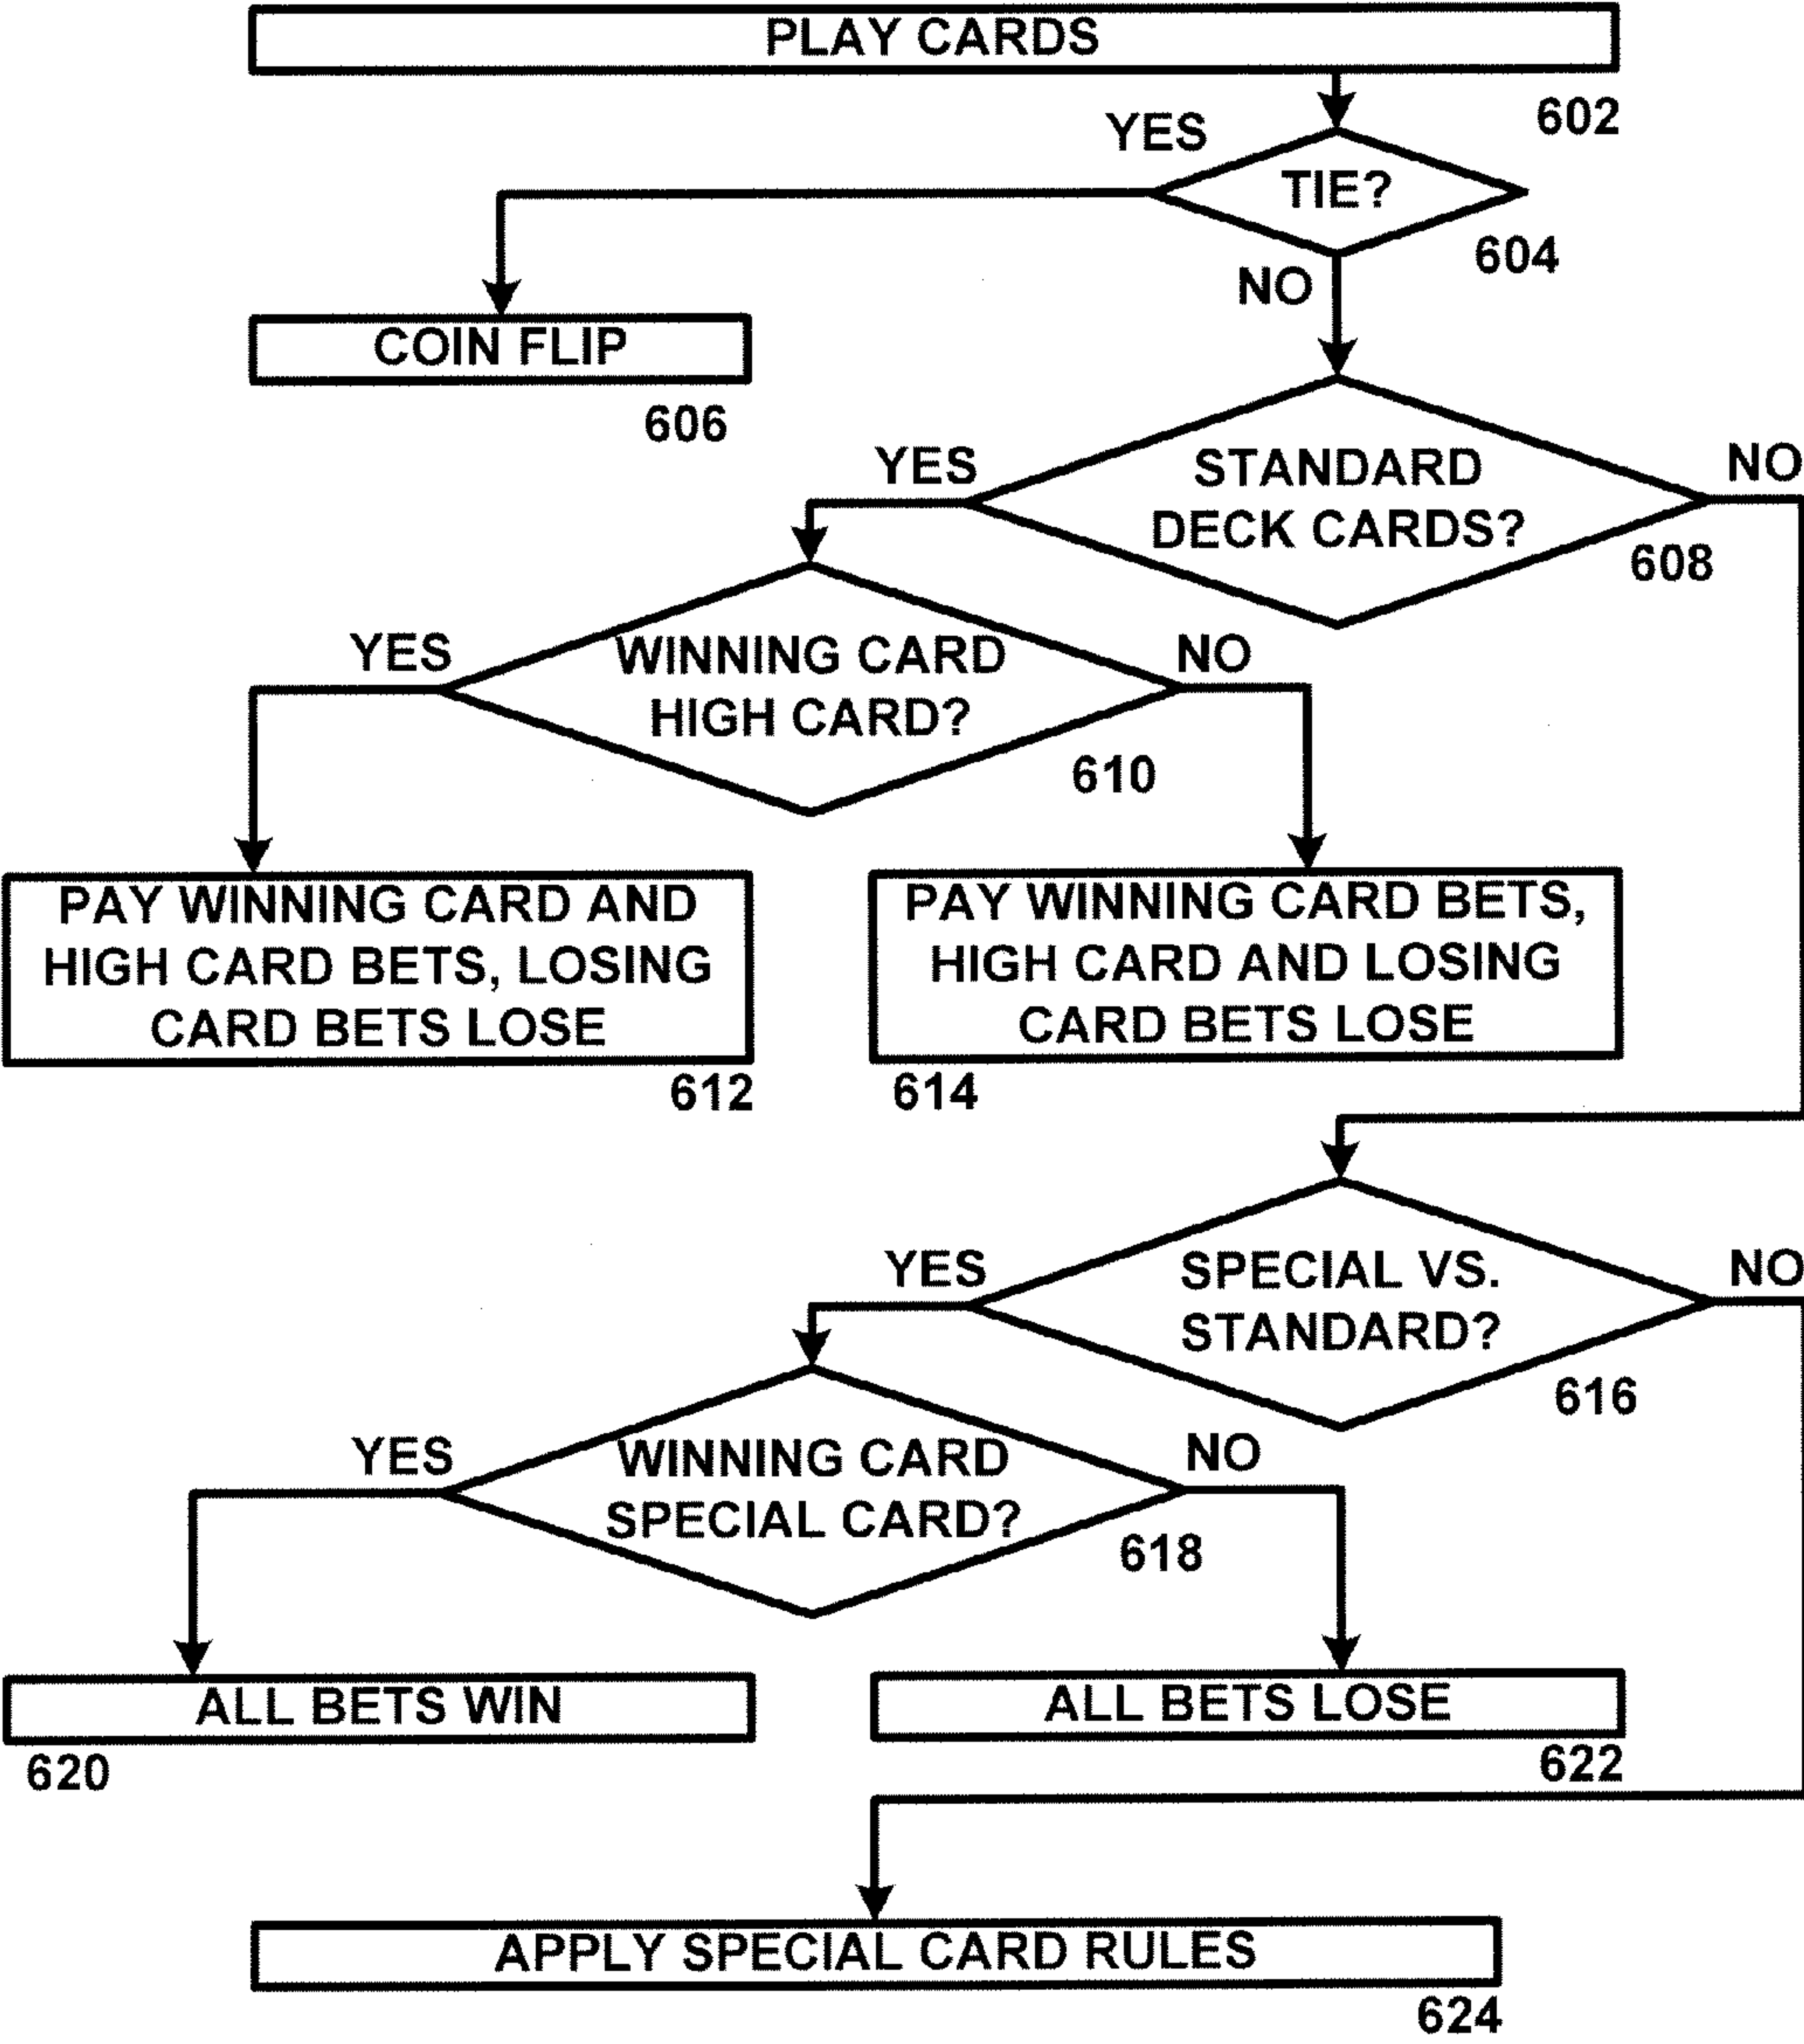 PLAY CARDS
602
YES
TIE?
604
NO
COIN FLIP
606
YES
STANDARD
DECK CARDS?
NO
608
YES
WINNING CARD
HIGH CARD?
NO
610
PAY WINNING CARD AND
HIGH CARD BETS, LOSING
CARD BETS LOSE
612
PAY WINNING CARD BETS,
HIGH CARD AND LOSING
CARD BETS LOSE
614
YES
SPECIAL VS.
STANDARD?
NO
616
YES
WINNING CARD
SPECIAL CARD?
NO
618
ALL BETS WIN
620
ALL BETS LOSE
622
APPLY SPECIAL CARD RULES
624